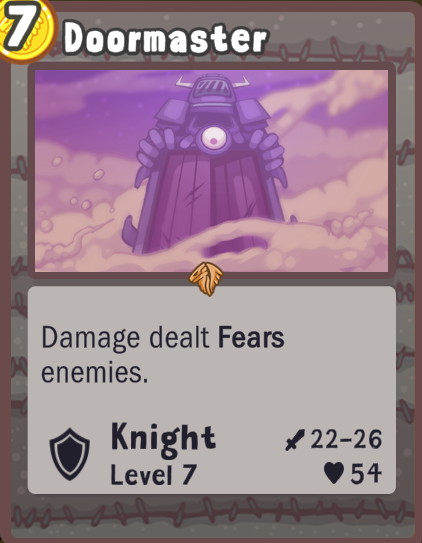 7 Doormaster
Damage dealt Fears
enemies.
Knight
22–26
Level 7
54